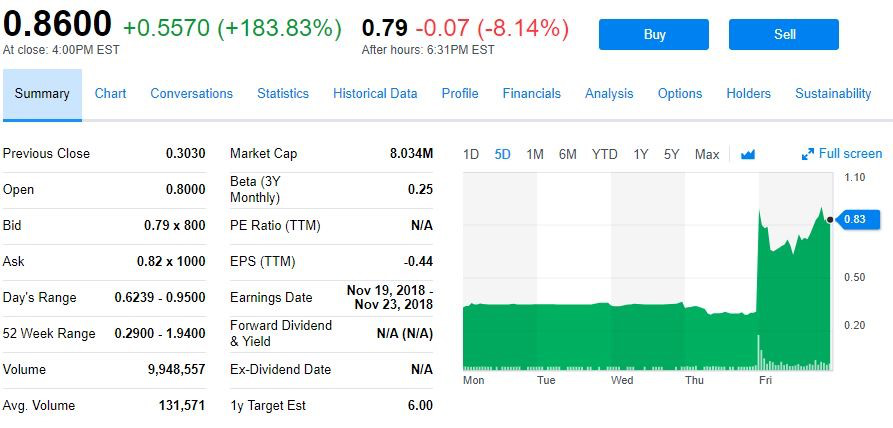 0.8600 +0.5570 (+183.83%) 0.79 -0.07 (-8.14%) Buy Sell
At close: 4:00PM EST After hours: 6:31PM EST
Summary Chart Conversations Statistics Historical Data Profile Financials Analysis Options Holders Sustainability
Previous Close 0.3030
Open 0.8000
Bid 0.79 x 800
Ask 0.82 x 1000
Day's Range 0.6239 - 0.9500
52 Week Range 0.2900 - 1.9400
Volume 9,948,557
Avg. Volume 131,571
Market Cap 8.034M
Beta (3Y
Monthly) 0.25
PE Ratio (TTM) N/A
EPS (TTM) -0.44
Earnings Date Nov 19, 2018 -
Nov 23, 2018
Forward Dividend
& Yield N/A (N/A)
Ex-Dividend Date N/A
1y Target Est 6.00
1D 5D 1M 6M YTD 1Y 5Y Max Full screen
1.10
0.83
0.50
0.20
Mon Tue Wed Thu Fri